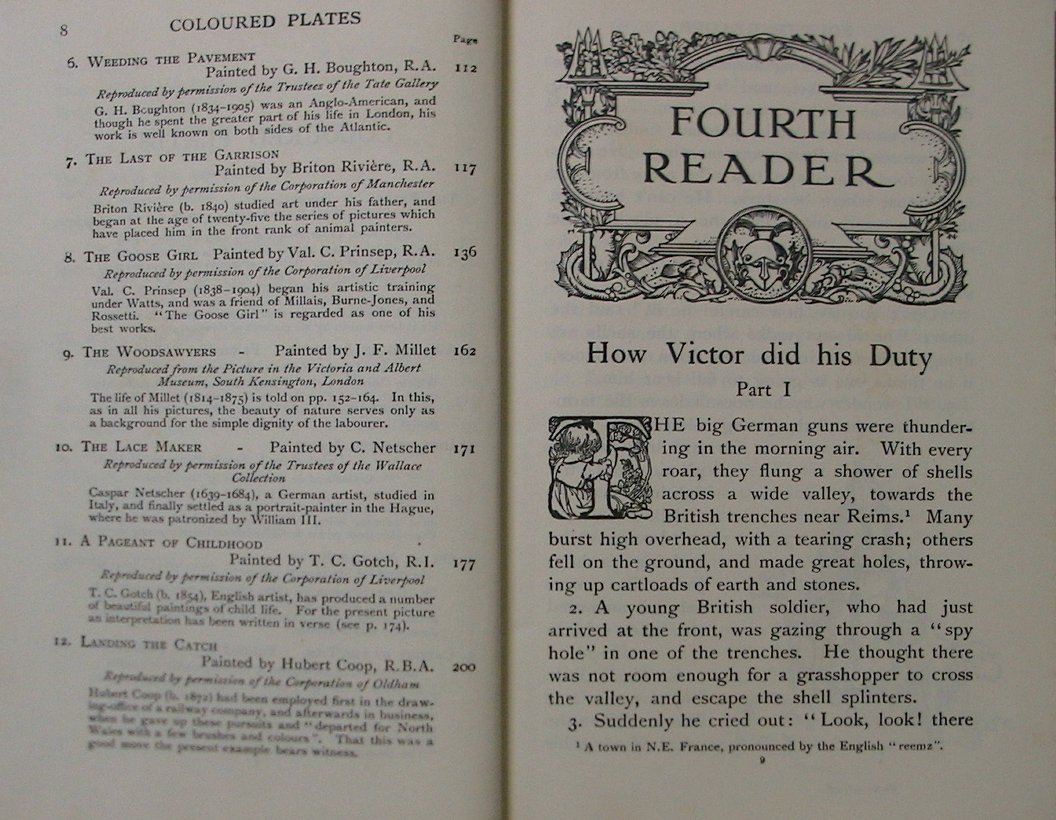 8
COLOURED PLATES
Page
6. WEEDING THE PAVEMENT
Painted by G. H. Boughton, R.A. 112
Reproduced by permission of the Trustees of the Tate Gallery
G. H. Boughton (1834-1905) was an Anglo-American, and
though he spent the greater part of his life in London, his
work is well known on both sides of the Atlantic.
7. THE LAST OF THE GARRISON
Painted by Briton Rivière, R.A. 117
Reproduced by permission of the Corporation of Manchester
Briton Rivière (b. 1840) studied art under his father, and
began at the age of twenty-five the series of pictures which
have placed him in the front rank of animal painters.
8. THE GOOSE GIRL Painted by Val. C. Prinsep, R.A. 136
Reproduced by permission of the Corporation of Liverpool
Val. C. Prinsep (1838-1904) began his artistic training
under Watts, and was a friend of Millais, Burne-Jones, and
Rossetti. "The Goose Girl" is regarded as one of his
best works.
9. THE WOODSAWYERS - Painted by J. F. Millet 162
Reproduced from the Picture in the Victoria and Albert
Museum, South Kensington, London
The life of Millet (1814-1875) is told on pp. 152-164. In this,
as in all his pictures, the beauty of nature serves only as
a background for the simple dignity of the labourer.
10. THE LACE MAKER - Painted by C. Netscher 171
Reproduced by permission of the Trustees of the Wallace
Collection
Caspar Netscher (1639-1684), a German artist, studied in
Italy, and finally settled as a portrait-painter in the Hague,
where he was patronized by William III.
11. A PAGEANT OF CHILDHOOD
Painted by T. C. Gotch, R.I. 177
Reproduced by permission of the Corporation of Liverpool
T. C. Gotch (b. 1854), English artist, has produced a number
of beautiful paintings of child life. For the present picture
an interpretation has been written in verse (see p. 174).
12. LANDING THE CATCH
Painted by Hubert Coop, R.B.A. 200
Reproduced by permission of the Corporation of Oldham
Hubert Coop (b. 1872) had been employed first in the draw-
ing-office of a railway company, and afterwards in business,
when he gave up these pursuits and "departed for North
Wales with a few brushes and colours". That this was a
good move the present example bears witness.
FOURTH
READER
How Victor did his Duty
Part I
THE big German guns were thunder-
ing in the morning air. With every
roar, they flung a shower of shells
across a wide valley, towards the
British trenches near Reims.¹ Many
burst high overhead, with a tearing crash; others
fell on the ground, and made great holes, throw-
ing up cartloads of earth and stones.
2. A young British soldier, who had just
arrived at the front, was gazing through a "spy
hole" in one of the trenches. He thought there
was not room enough for a grasshopper to cross
the valley, and escape the shell splinters.
3. Suddenly he cried out: "Look, look! there
¹ A town in N.E. France, pronounced by the English "reemz".
9